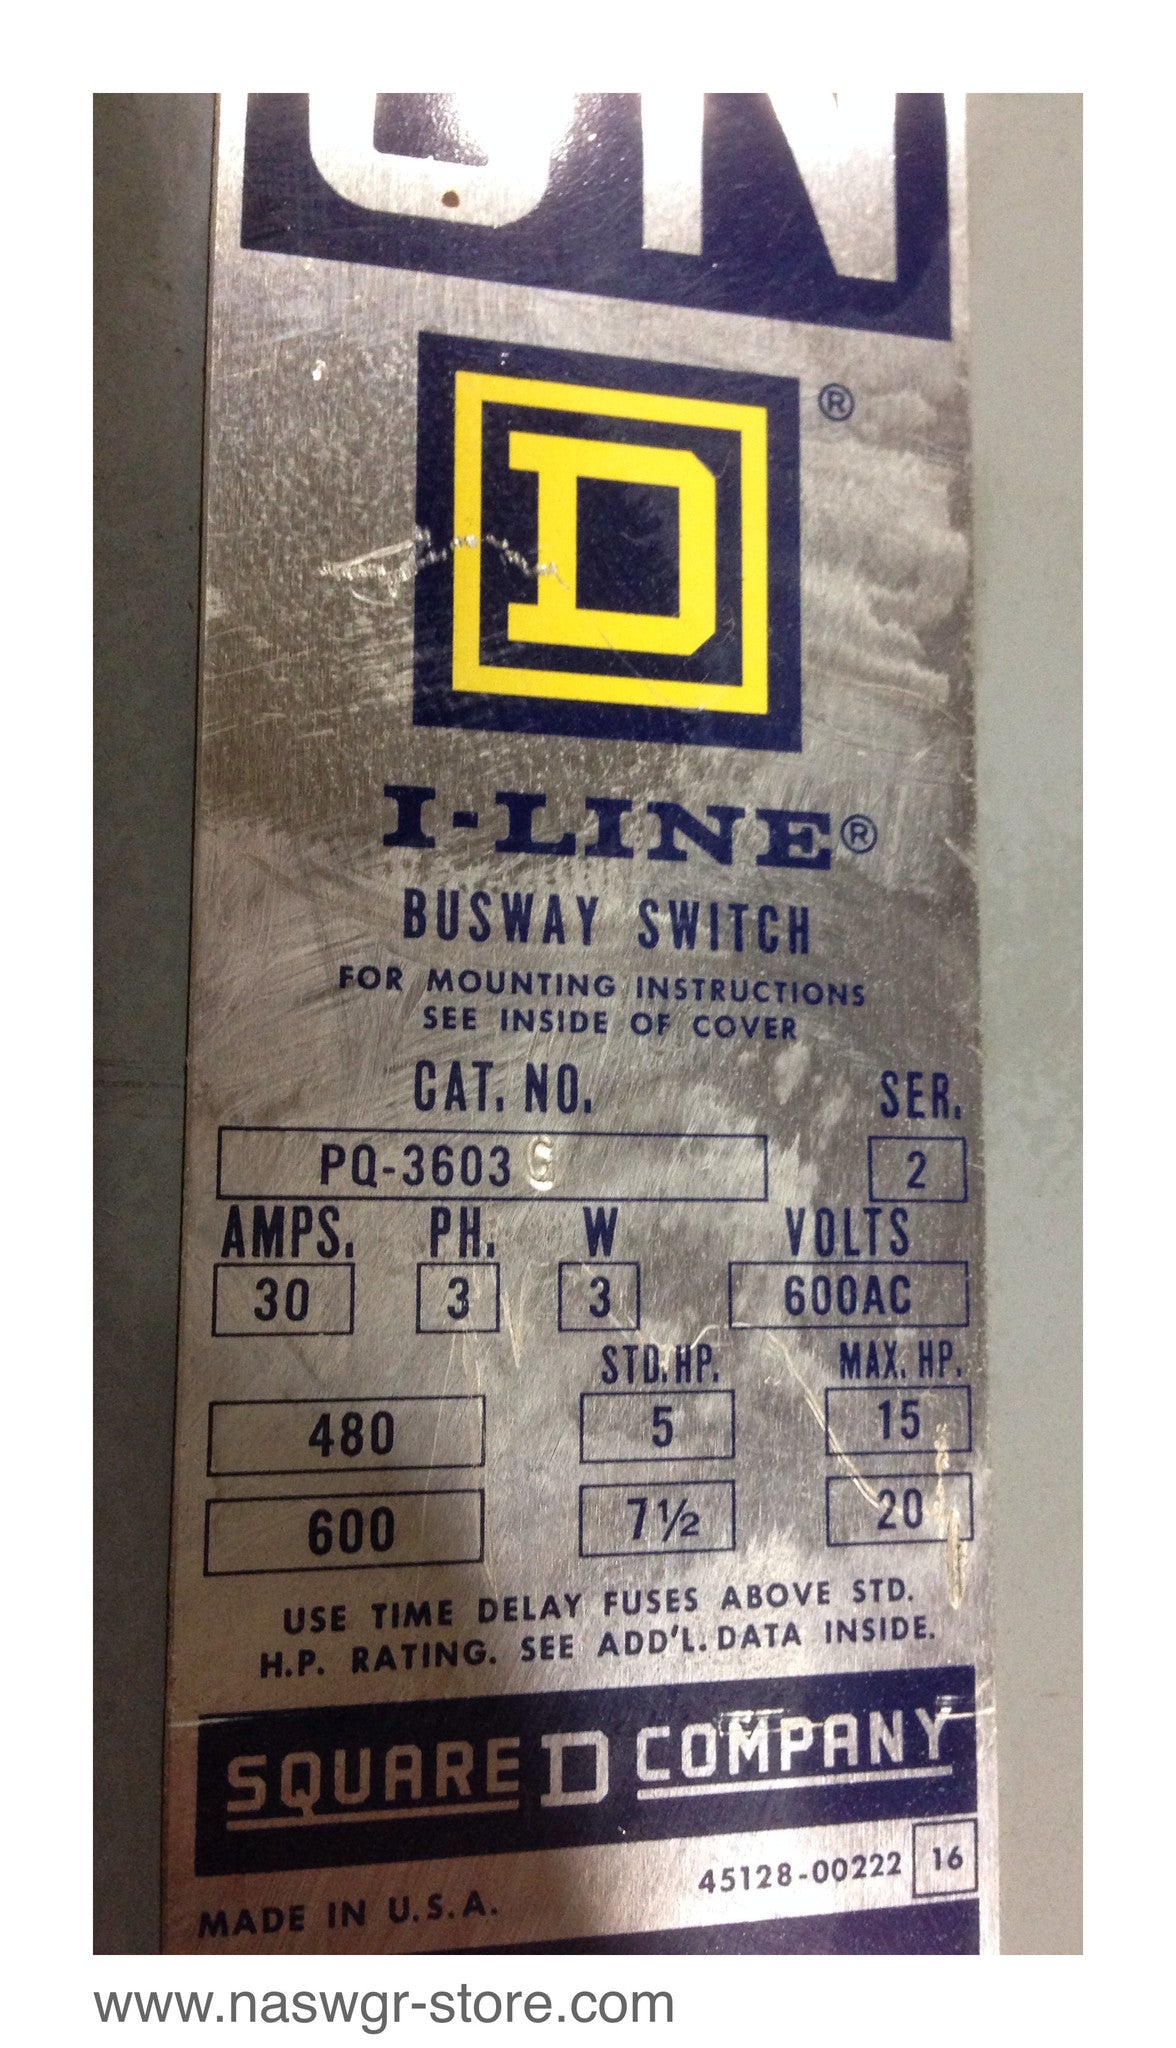 ON
D ®
I-LINE®
BUSWAY SWITCH
FOR MOUNTING INSTRUCTIONS
SEE INSIDE OF COVER
CAT. NO. SER.
PQ-3603 G 2
AMPS. PH. W VOLTS
30 3 3 600AC
STD. HP. MAX. HP.
480 5 15
600 7½ 20
USE TIME DELAY FUSES ABOVE STD.
H.P. RATING. SEE ADD'L. DATA INSIDE.
SQUARE D COMPANY
45128-00222 16
MADE IN U.S.A.
www.naswgr-store.com